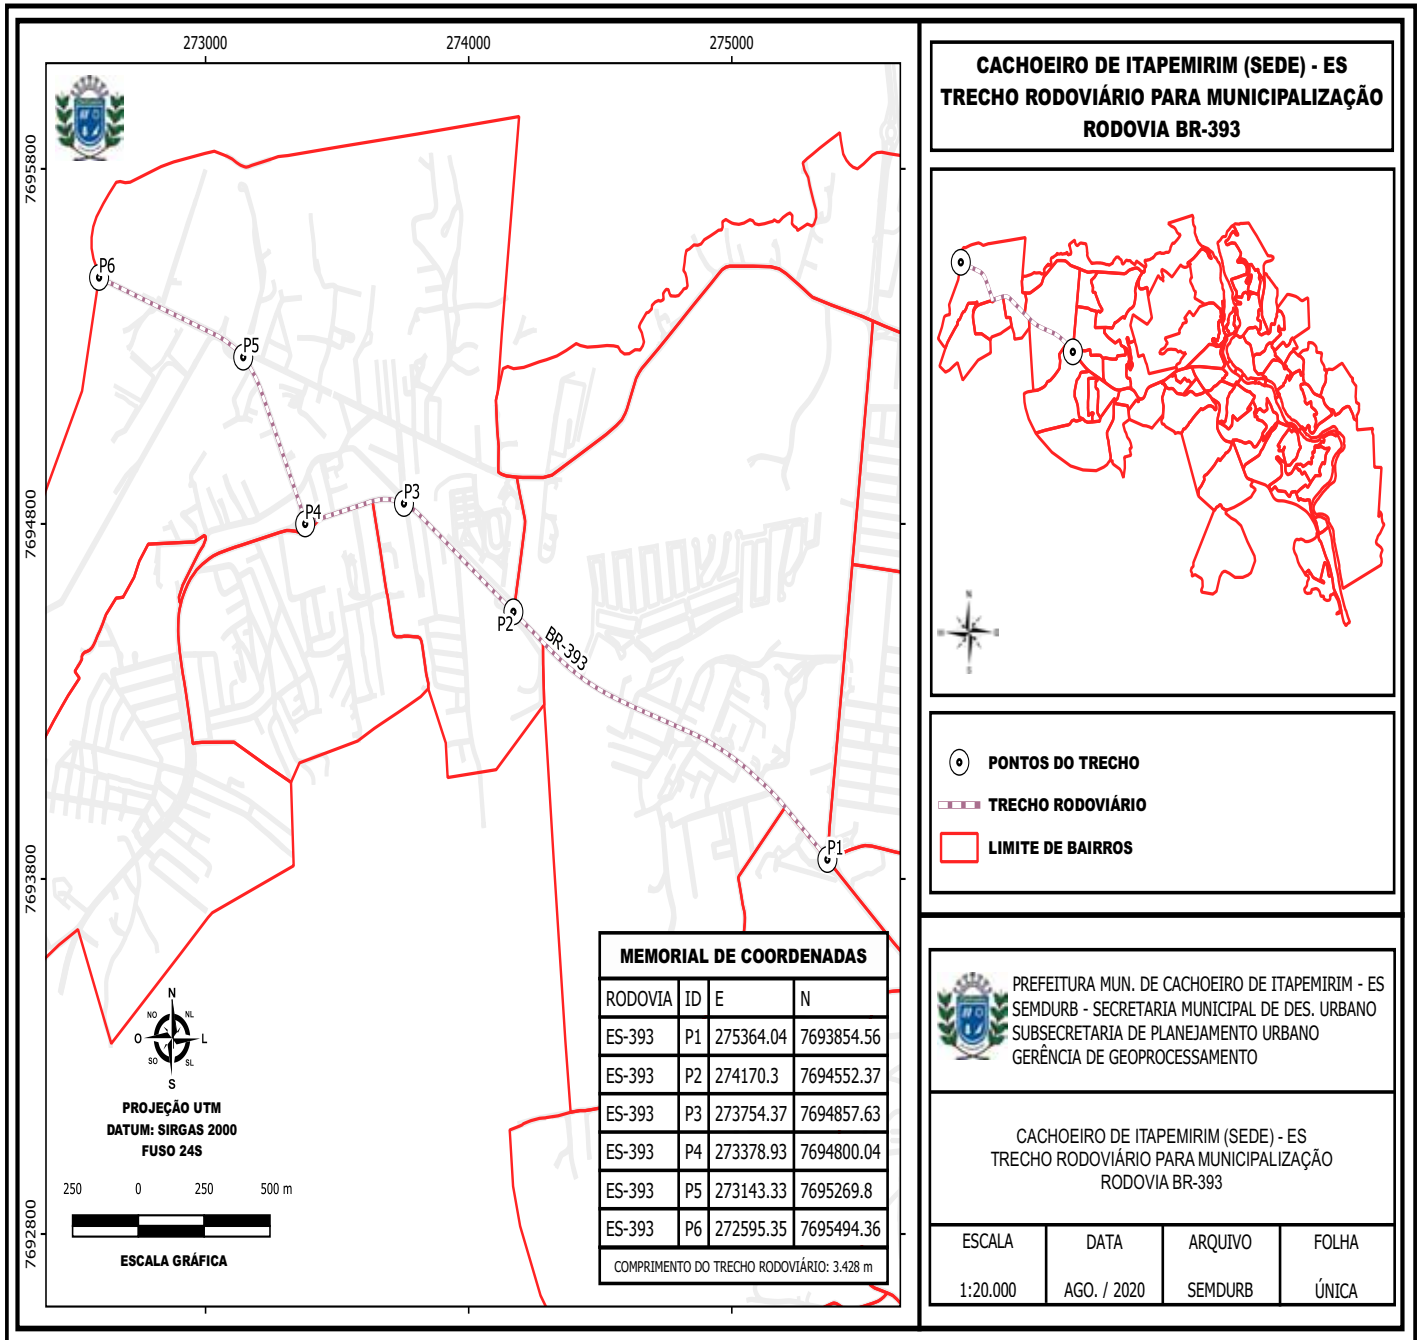 273000
274000
275000
7695800
7694800
7693800
7692800
P6
P5
P4
P3
P2
BR-393
P1
N
NO
NL
O
L
SO
SL
S
PROJEÇÃO UTM
DATUM: SIRGAS 2000
FUSO 24S
250 0 250 500 m
ESCALA GRÁFICA
MEMORIAL DE COORDENADAS
RODOVIA ID E N
ES-393 P1 275364.04 7693854.56
ES-393 P2 274170.3 7694552.37
ES-393 P3 273754.37 7694857.63
ES-393 P4 273378.93 7694800.04
ES-393 P5 273143.33 7695269.8
ES-393 P6 272595.35 7695494.36
COMPRIMENTO DO TRECHO RODOVIÁRIO: 3.428 m
CACHOEIRO DE ITAPEMIRIM (SEDE) - ES
TRECHO RODOVIÁRIO PARA MUNICIPALIZAÇÃO
RODOVIA BR-393
N
S
PONTOS DO TRECHO
TRECHO RODOVIÁRIO
LIMITE DE BAIRROS
PREFEITURA MUN. DE CACHOEIRO DE ITAPEMIRIM - ES
SEMDURB - SECRETARIA MUNICIPAL DE DES. URBANO
SUBSECRETARIA DE PLANEJAMENTO URBANO
GERÊNCIA DE GEOPROCESSAMENTO
CACHOEIRO DE ITAPEMIRIM (SEDE) - ES
TRECHO RODOVIÁRIO PARA MUNICIPALIZAÇÃO
RODOVIA BR-393
ESCALA DATA ARQUIVO FOLHA
1:20.000 AGO. / 2020 SEMDURB ÚNICA